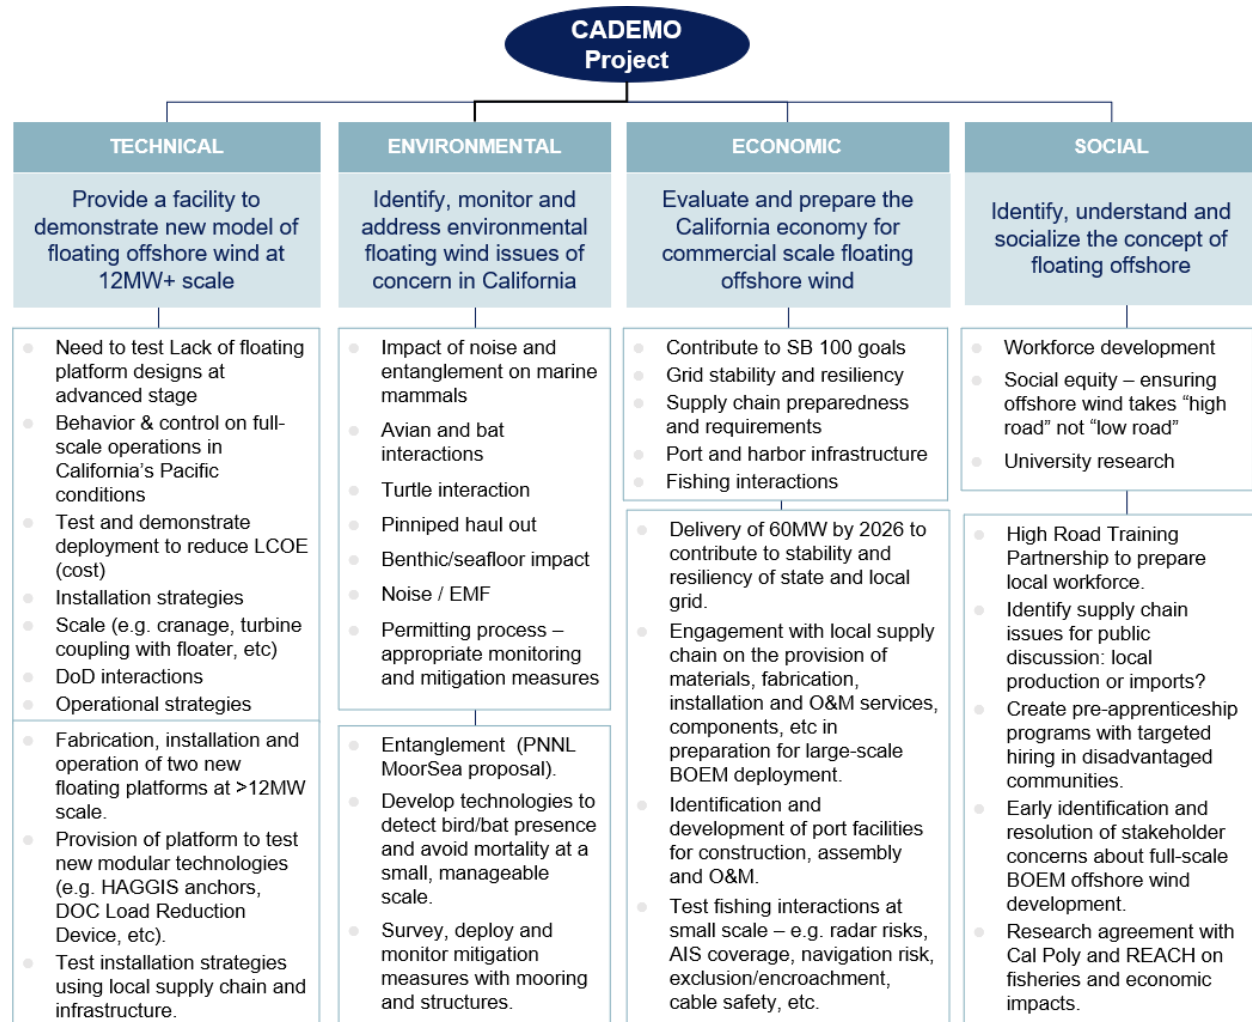 CADEMO
Project
TECHNICAL
Provide a facility to
demonstrate new model of
floating offshore wind at
12MW+ scale
Need to test Lack of floating
platform designs at
advanced stage
Behavior & control on full-
scale operations in
California's Pacific
conditions
Test and demonstrate
deployment to reduce LCOE
(cost)
Installation strategies
Scale (e.g. cranage, turbine
coupling with floater, etc)
DoD interactions
Operational strategies
Fabrication, installation and
operation of two new
floating platforms at >12MW
scale.
Provision of platform to test
new modular technologies
(e.g. HAGGIS anchors,
DOC Load Reduction
Device, etc).
Test installation strategies
using local supply chain and
infrastructure.
ENVIRONMENTAL
Identify, monitor and
address environmental
floating wind issues of
concern in California
Impact of noise and
entanglement on marine
mammals
Avian and bat
interactions
Turtle interaction
Pinniped haul out
Benthic/seafloor impact
Noise / EMF
Permitting process –
appropriate monitoring
and mitigation measures
Entanglement (PNNL
MoorSea proposal).
Develop technologies to
detect bird/bat presence
and avoid mortality at a
small, manageable
scale.
Survey, deploy and
monitor mitigation
measures with mooring
and structures.
ECONOMIC
Evaluate and prepare the
California economy for
commercial scale floating
offshore wind
Contribute to SB 100 goals
Grid stability and resiliency
Supply chain preparedness
and requirements
Port and harbor infrastructure
Fishing interactions
Delivery of 60MW by 2026 to
contribute to stability and
resiliency of state and local
grid.
Engagement with local supply
chain on the provision of
materials, fabrication,
installation and O&M services,
components, etc in
preparation for large-scale
BOEM deployment.
Identification and
development of port facilities
for construction, assembly
and O&M.
Test fishing interactions at
small scale – e.g. radar risks,
AIS coverage, navigation risk,
exclusion/encroachment,
cable safety, etc.
SOCIAL
Identify, understand and
socialize the concept of
floating offshore
Workforce development
Social equity – ensuring
offshore wind takes “high
road” not “low road”
University research
High Road Training
Partnership to prepare
local workforce.
Identify supply chain
issues for public
discussion: local
production or imports?
Create pre-apprenticeship
programs with targeted
hiring in disadvantaged
communities.
Early identification and
resolution of stakeholder
concerns about full-scale
BOEM offshore wind
development.
Research agreement with
Cal Poly and REACH on
fisheries and economic
impacts.